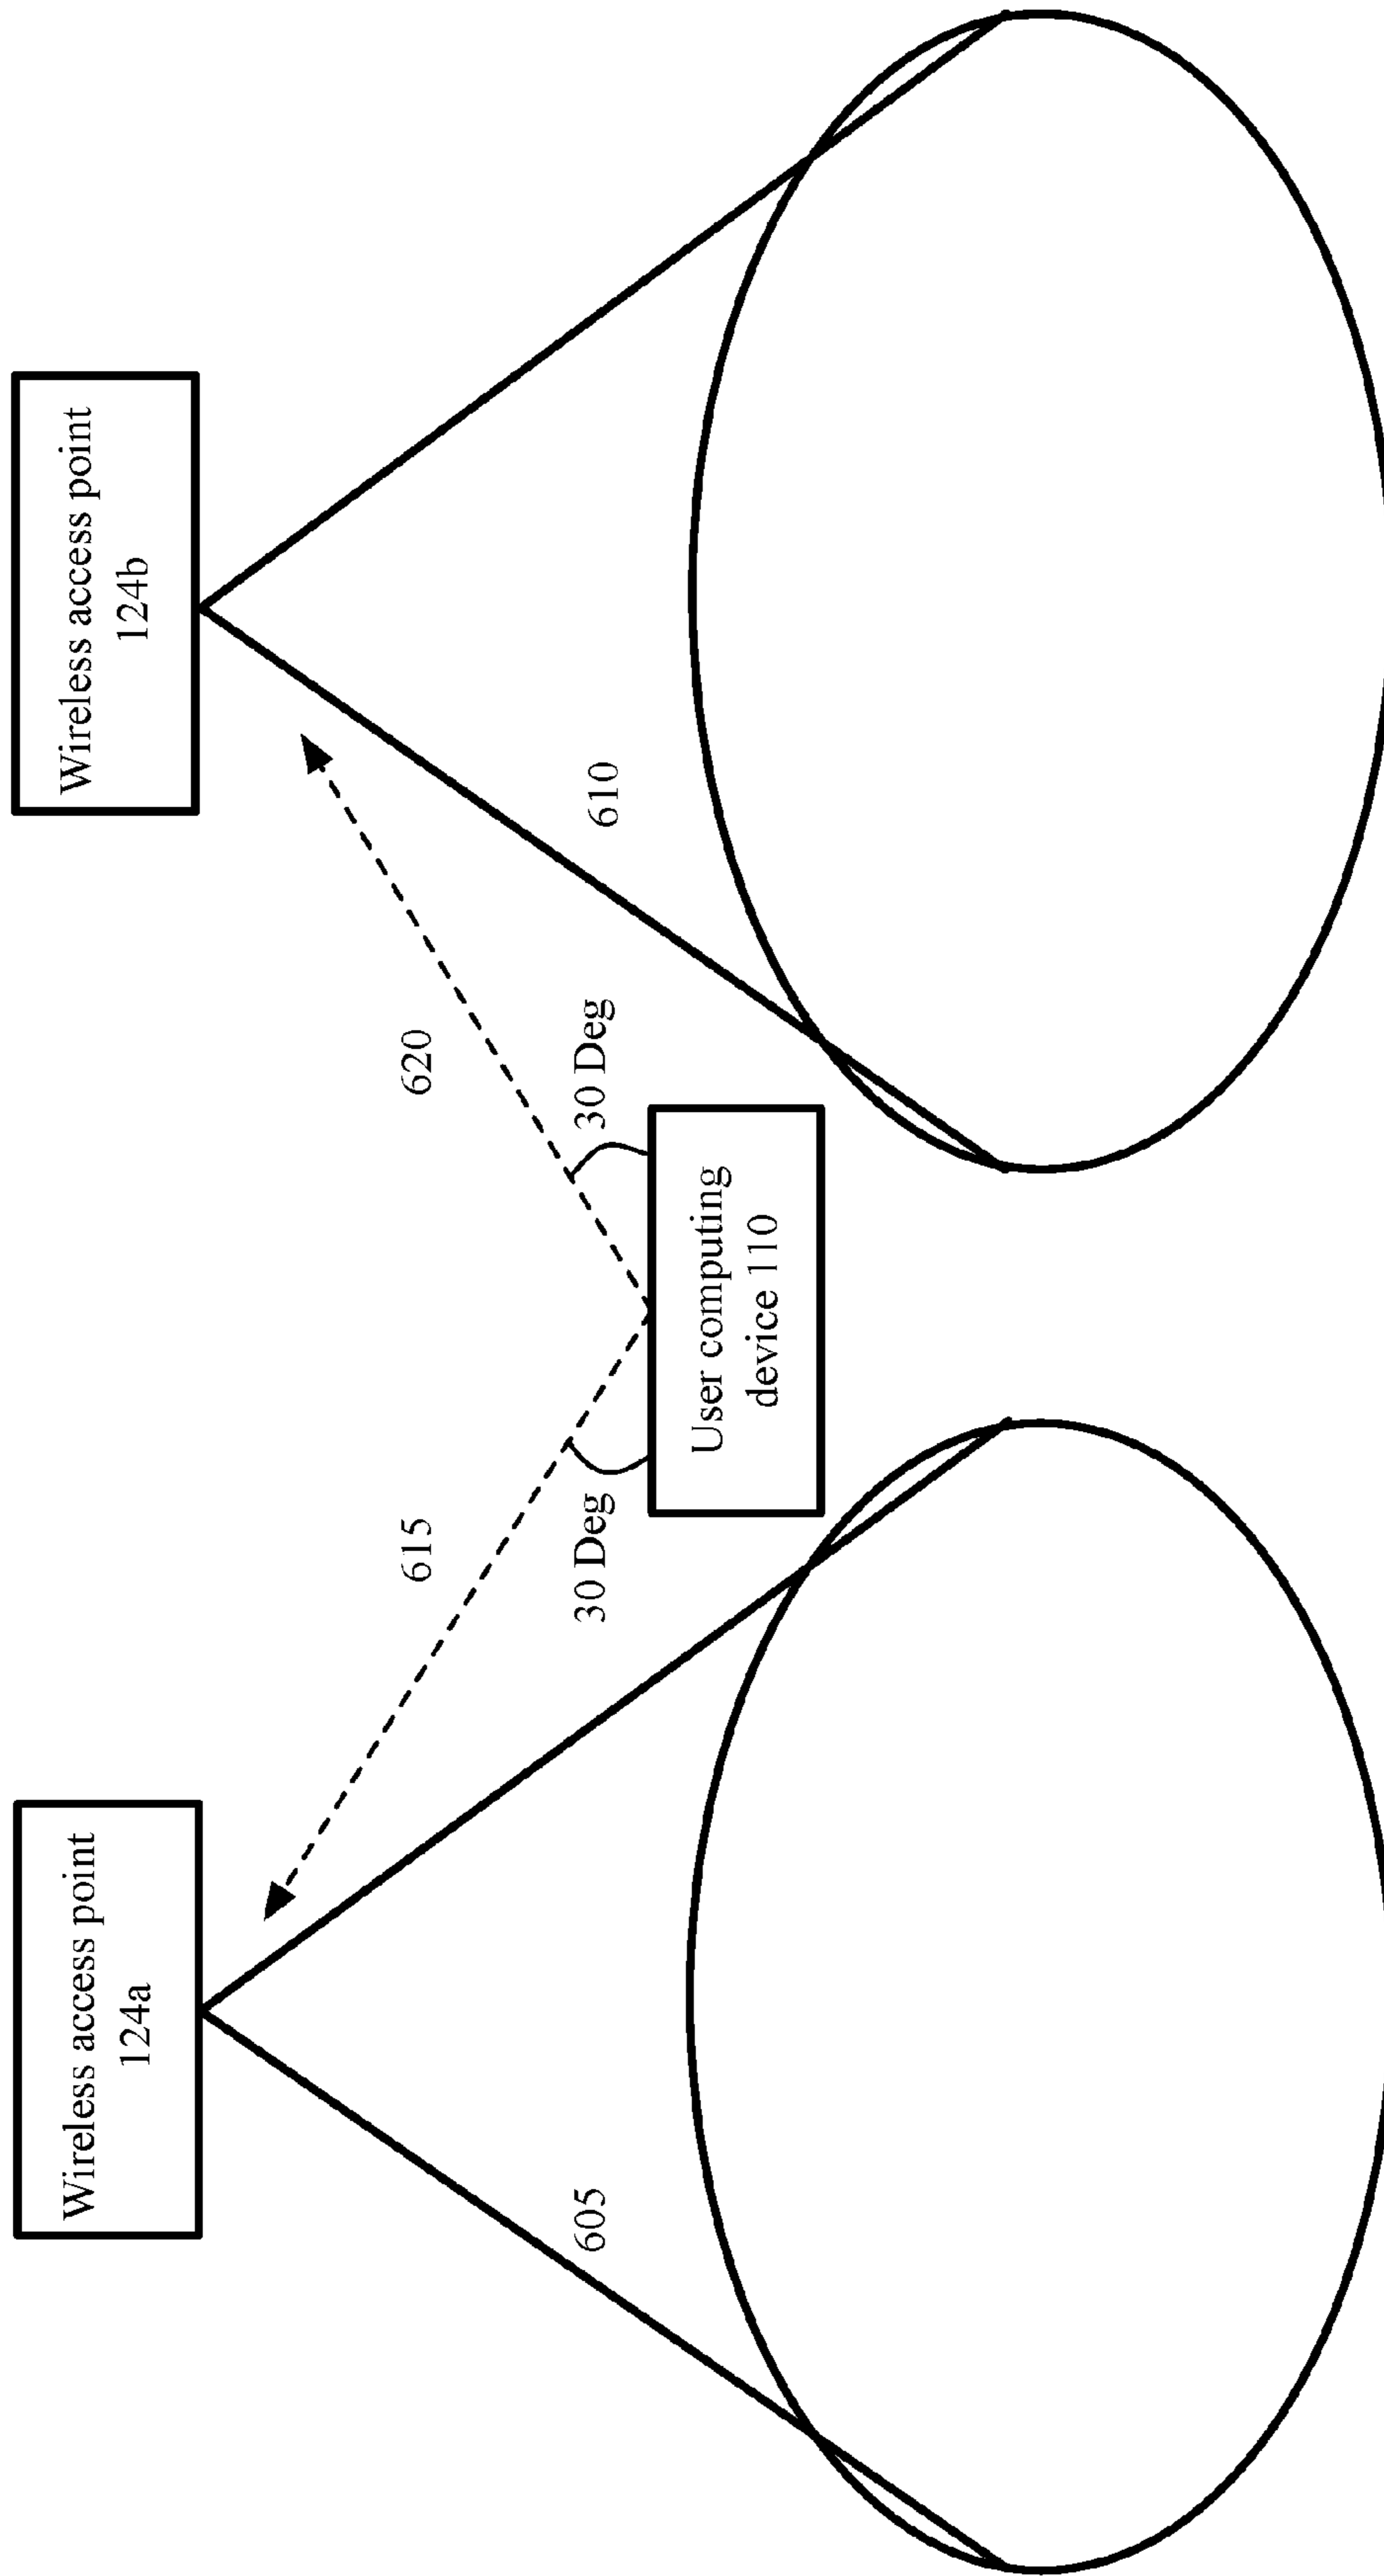 Wireless access point
124a
Wireless access point
124b
615
620
605
30 Deg
30 Deg
610
User computing
device 110